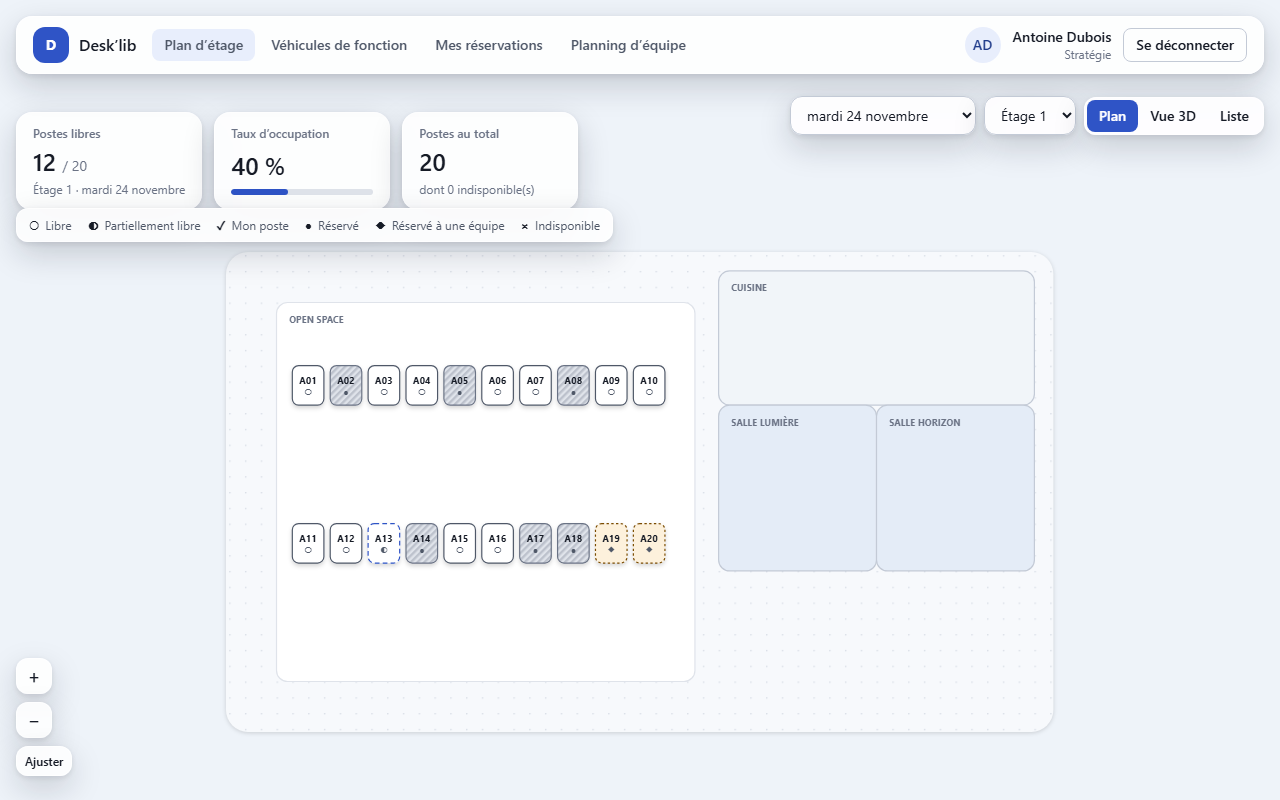 D Desk’lib Plan d’étage Véhicules de fonction Mes réservations Planning d’équipe AD Antoine Dubois Stratégie Se déconnecter
mardi 24 novembre Étage 1 Plan Vue 3D Liste
Postes libres
12 / 20
Étage 1 · mardi 24 novembre
Taux d’occupation
40 %
Postes au total
20
dont 0 indisponible(s)
Libre Partiellement libre Mon poste Réservé Réservé à une équipe Indisponible
OPEN SPACE
A01 A02 A03 A04 A05 A06 A07 A08 A09 A10
A11 A12 A13 A14 A15 A16 A17 A18 A19 A20
CUISINE
SALLE LUMIÈRE SALLE HORIZON
+
−
Ajuster